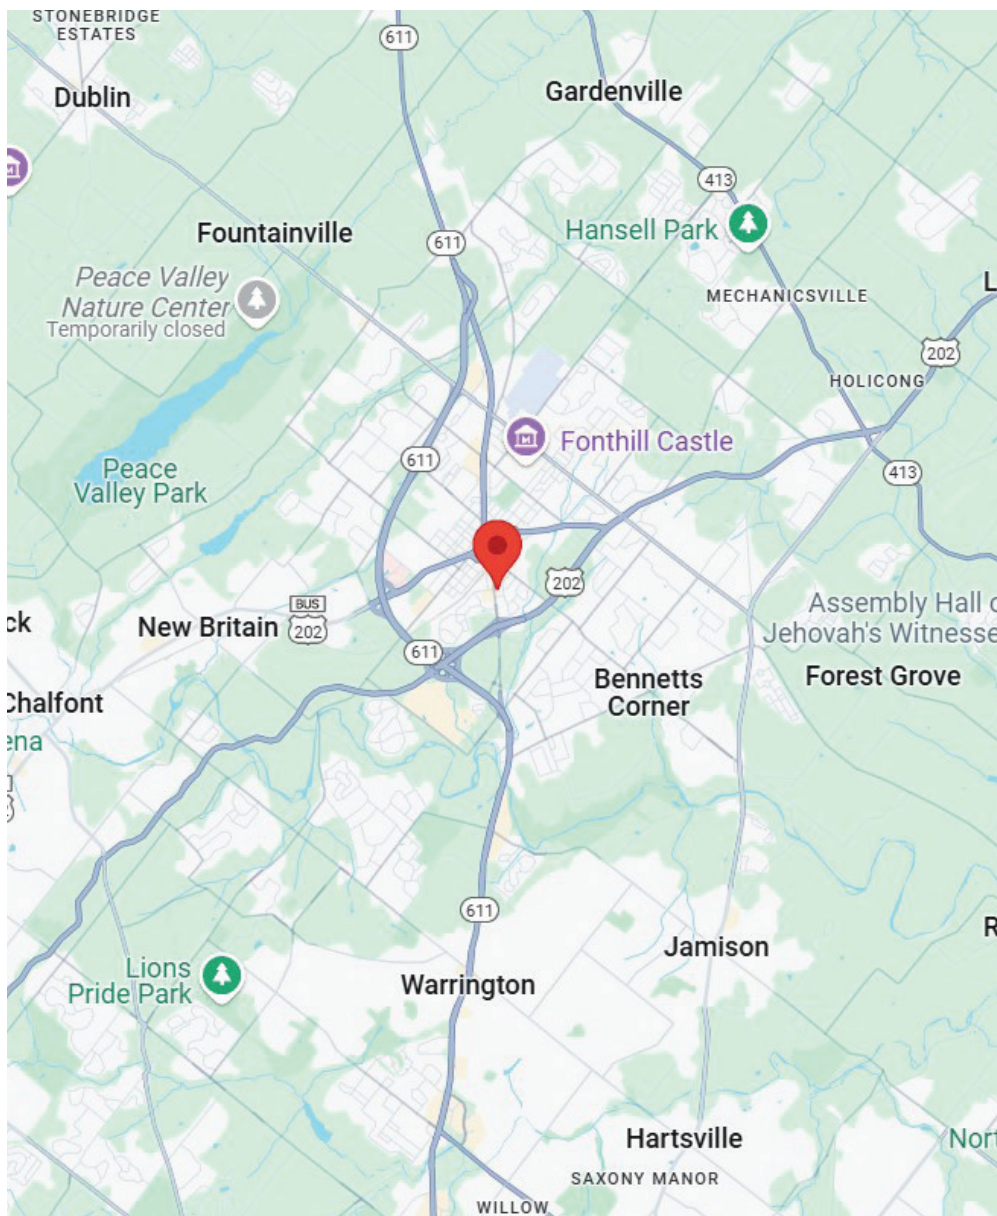 STONEBRIDGE
ESTATES
611
Dublin
Gardenville
413
Hansell Park
Fountainville
611
Peace Valley
Nature Center
Temporarily closed
MECHANICSVILLE
L
202
HOLICONG
Fonthill Castle
611
Peace
Valley Park
413
202
BUS
202
New Britain
ck
Assembly Hall o
Jehovah's Witnesse
611
Bennetts
Corner
Forest Grove
Chalfont
ena
611
Jamison
R
Lions
Pride Park
Warrington
Hartsville
Nort
SAXONY MANOR
WILLOW